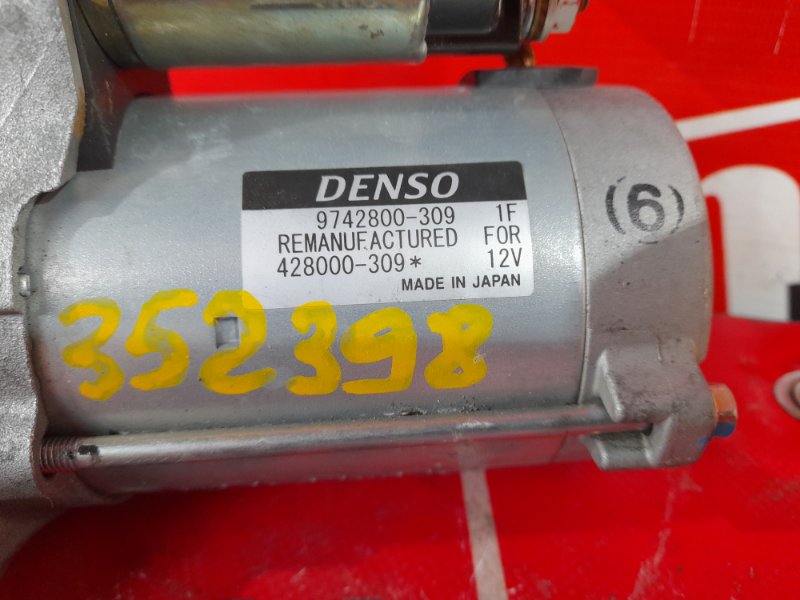 DENSO
9742800-309 1F
REMANUFACTURED FOR
428000-309* 12V
MADE IN JAPAN
(6)
352398